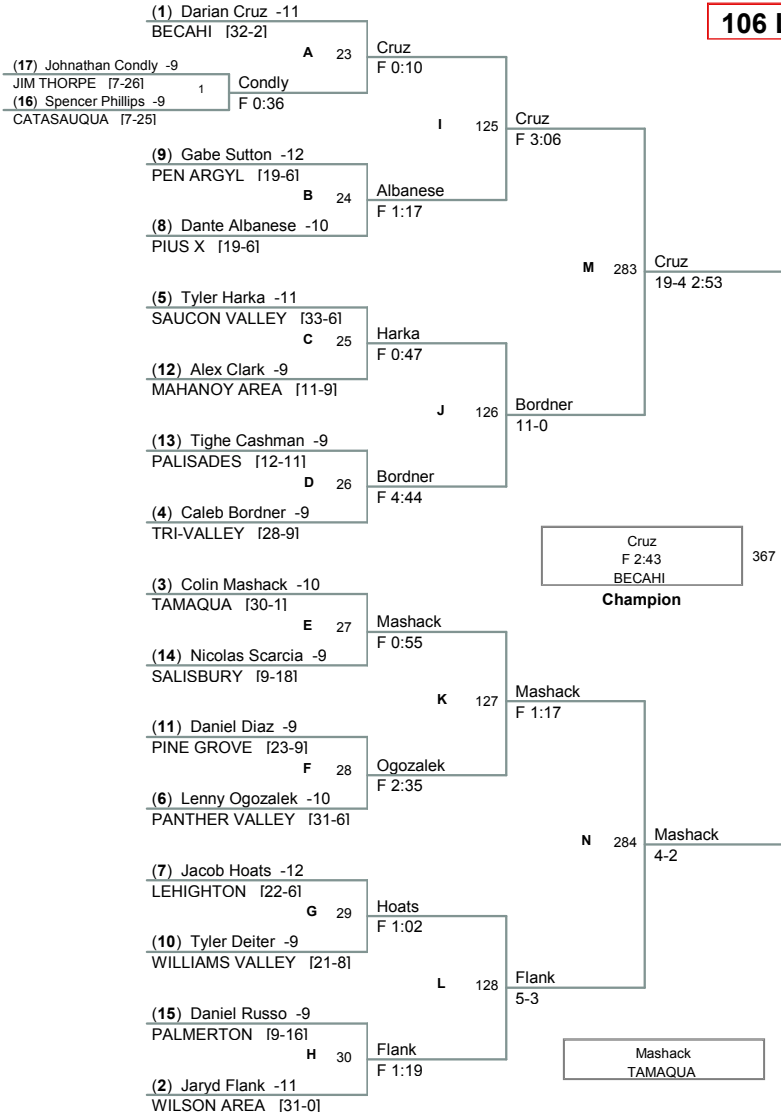 (1) Darian Cruz -11
106
BECAHI [32-2]
A 23
Cruz
F 0:10
(17) Johnathan Condly -9
JIM THORPE [7-26]
1
(16) Spencer Phillips -9
CATASAUQUA [7-25]
Condly
F 0:36
I 125
Cruz
F 3:06
(9) Gabe Sutton -12
PEN ARGYL [19-6]
B 24
Albanese
F 1:17
(8) Dante Albanese -10
PIUS X [19-6]
M 283
Cruz
19-4 2:53
(5) Tyler Harka -11
SAUCON VALLEY [33-6]
C 25
Harka
F 0:47
(12) Alex Clark -9
MAHANOY AREA [11-9]
J 126
Bordner
11-0
(13) Tighe Cashman -9
PALISADES [12-11]
D 26
Bordner
F 4:44
(4) Caleb Bordner -9
TRI-VALLEY [28-9]
Cruz
F 2:43
BECAHI
367
Champion
(3) Colin Mashack -10
TAMAQUA [30-1]
E 27
Mashack
F 0:55
(14) Nicolas Scarcia -9
SALISBURY [9-18]
K 127
Mashack
F 1:17
(11) Daniel Diaz -9
PINE GROVE [23-9]
F 28
Ogozalek
F 2:35
(6) Lenny Ogozalek -10
PANTHER VALLEY [31-6]
N 284
Mashack
4-2
(7) Jacob Hoats -12
LEHIGHTON [22-6]
G 29
Hoats
F 1:02
(10) Tyler Deiter -9
WILLIAMS VALLEY [21-8]
L 128
Flank
5-3
(15) Daniel Russo -9
PALMERTON [9-16]
H 30
Flank
F 1:19
(2) Jaryd Flank -11
WILSON AREA [31-0]
Mashack
TAMAQUA